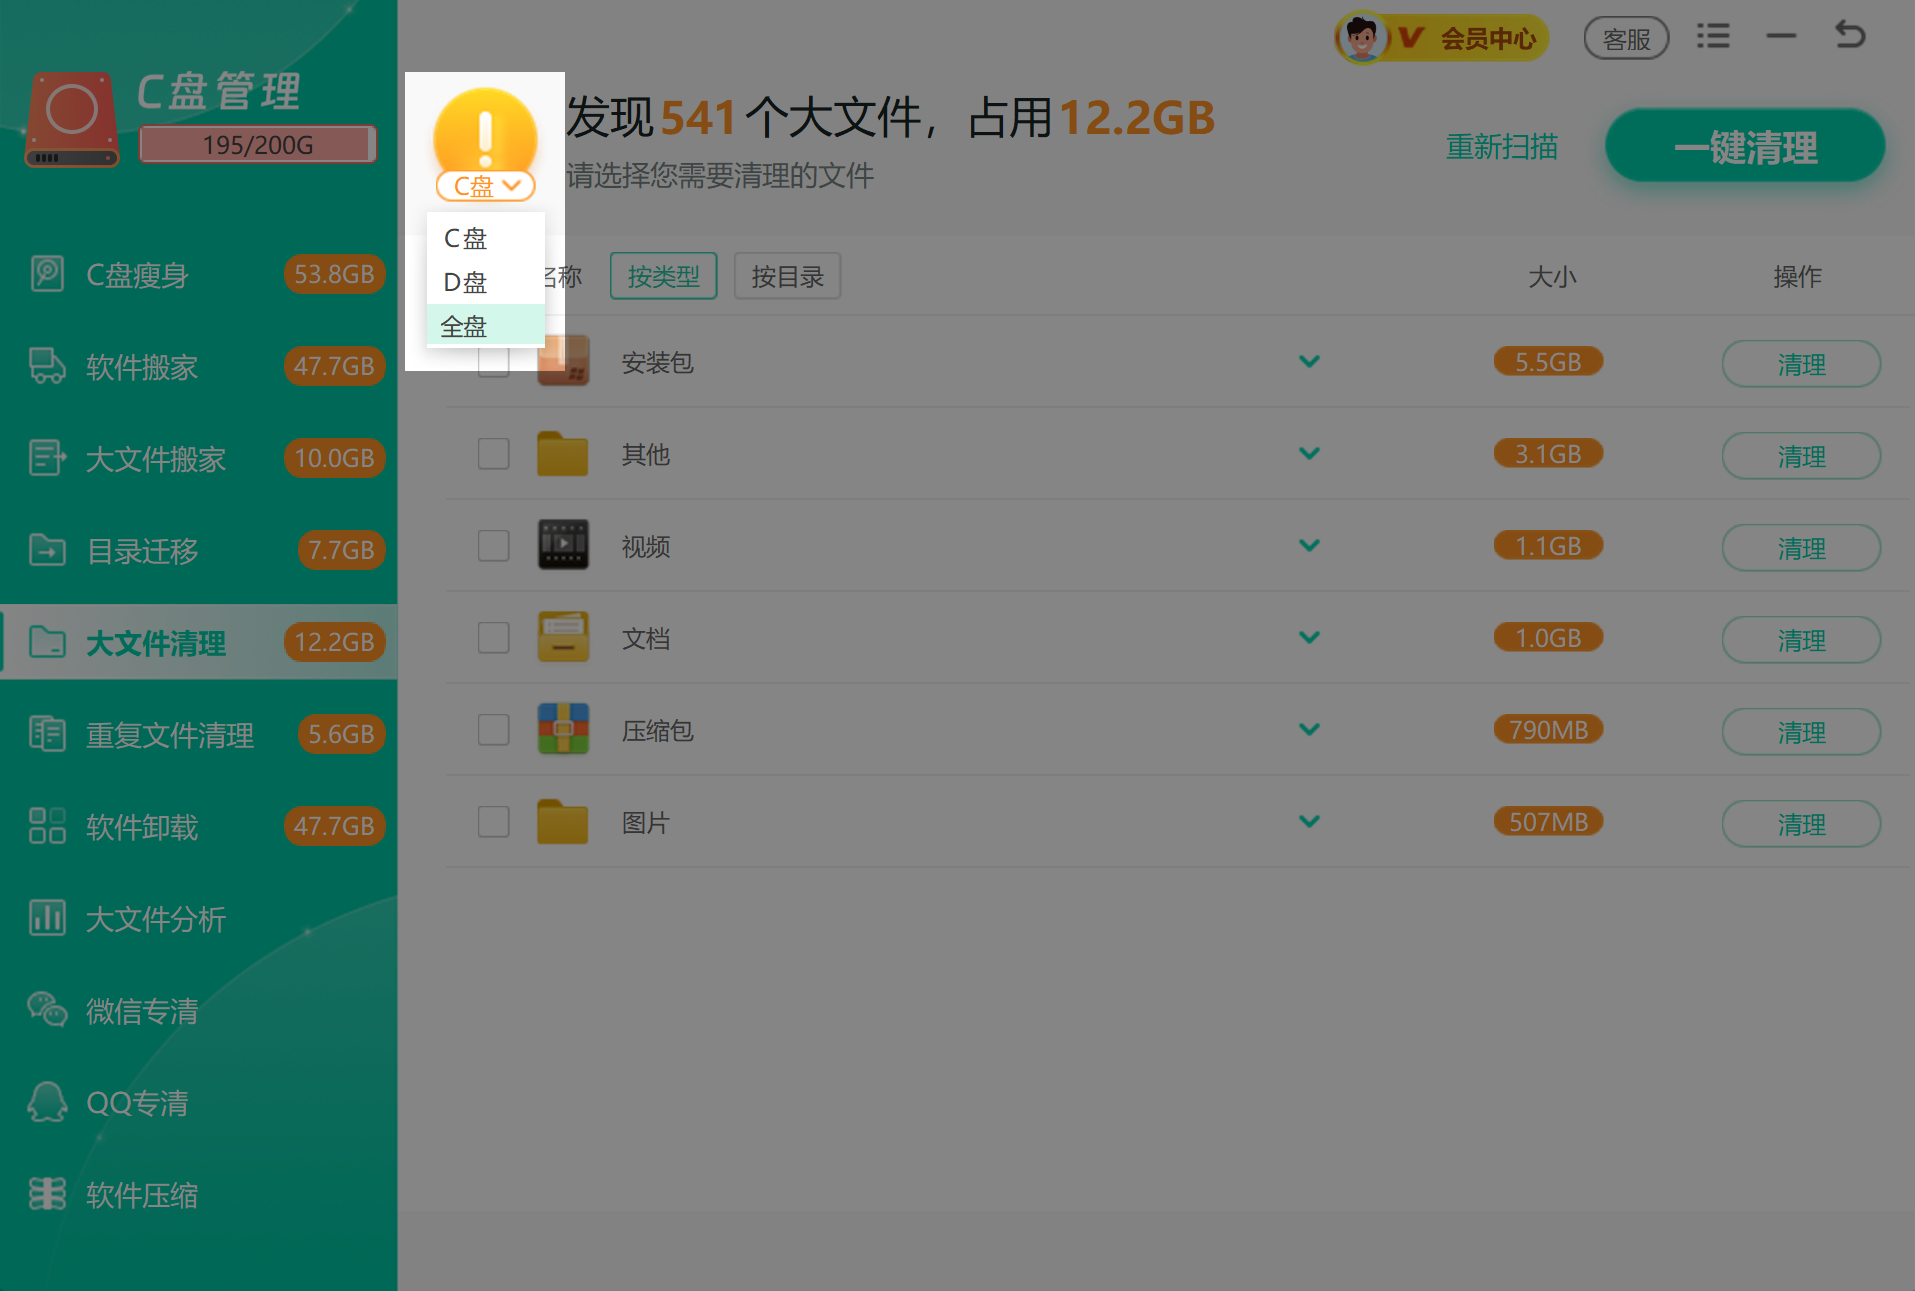 C盘管理
195/200G
C盘瘦身 53.8GB
软件搬家 47.7GB
大文件搬家 10.0GB
目录迁移 7.7GB
大文件清理 12.2GB
重复文件清理 5.6GB
软件卸载 47.7GB
大文件分析
微信专清
QQ专清
软件压缩
V 会员中心 客服
发现541个大文件，占用12.2GB
请选择您需要清理的文件
重新扫描 一键清理
C盘
C盘
D盘
全盘
名称 按类型 按目录 大小 操作
安装包 5.5GB 清理
其他 3.1GB 清理
视频 1.1GB 清理
文档 1.0GB 清理
压缩包 790MB 清理
图片 507MB 清理